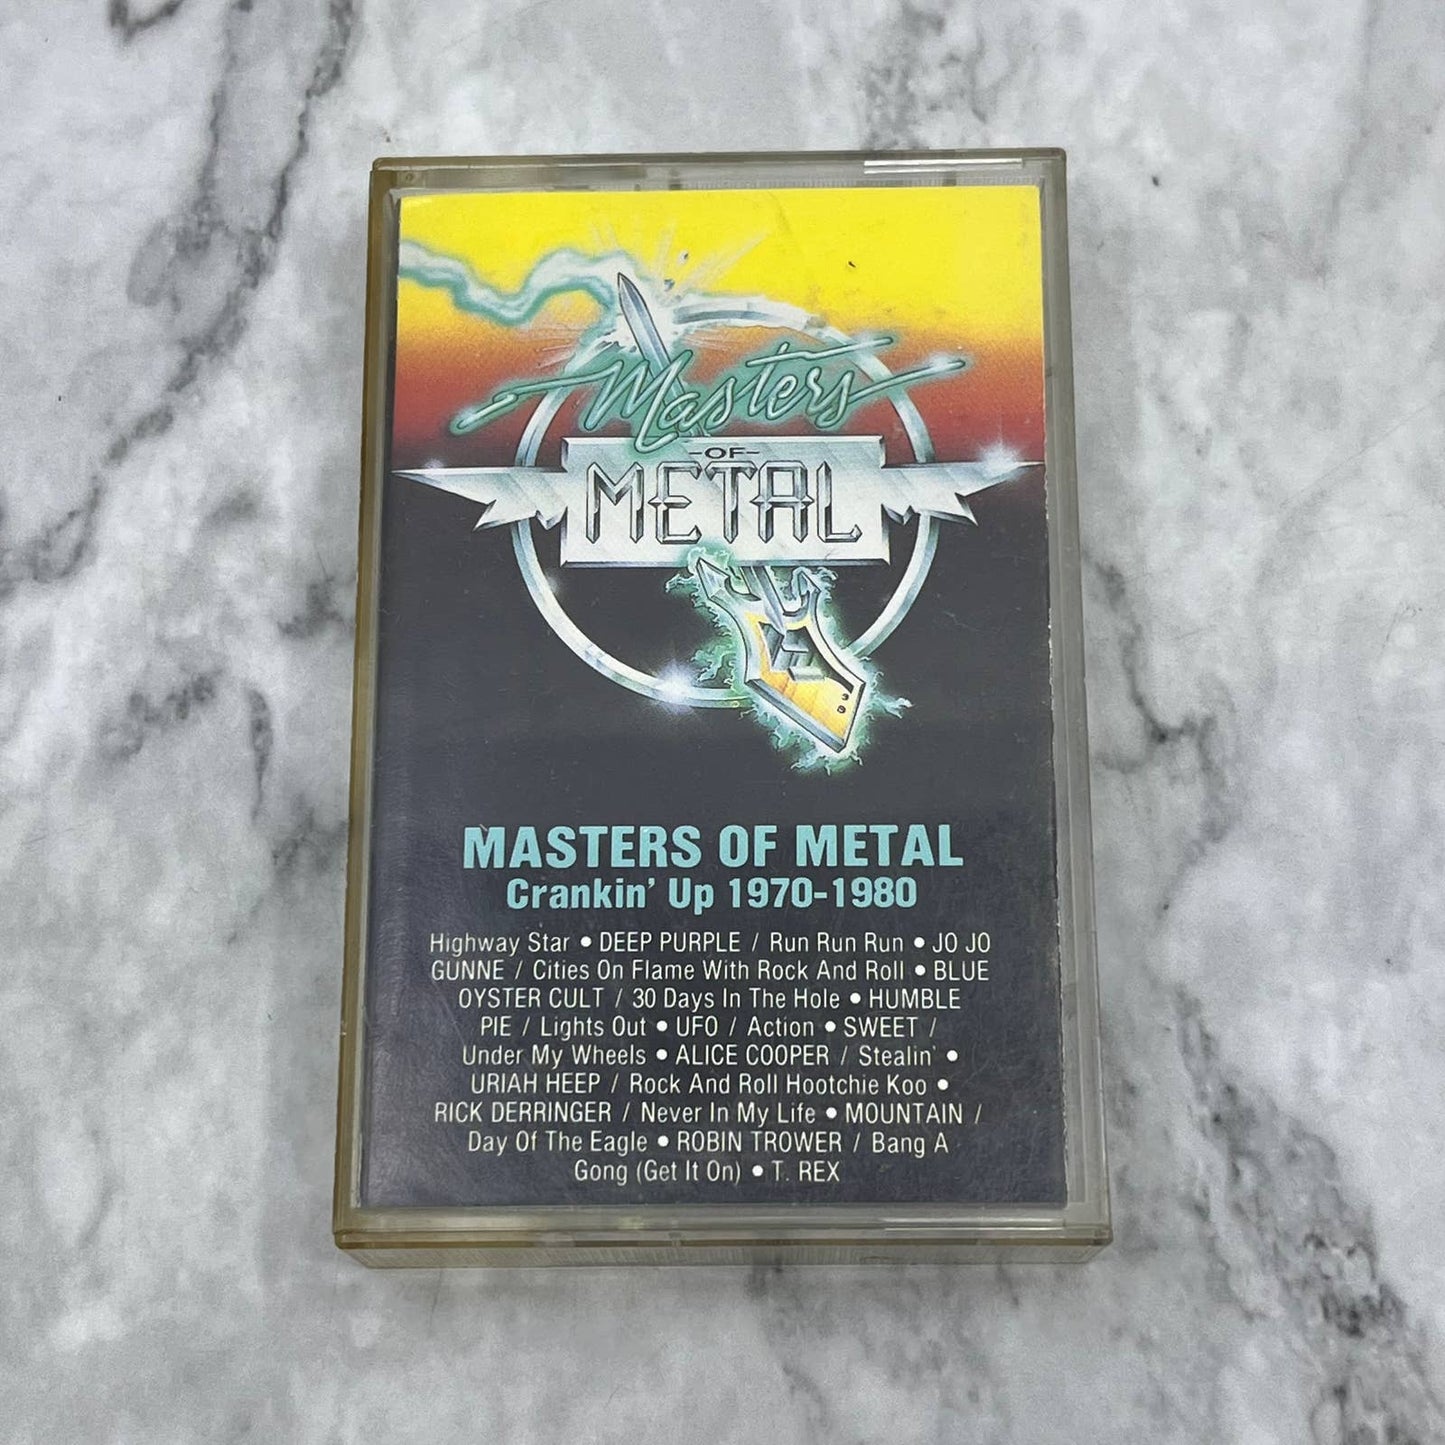 Masters
-OF-
METAL
MASTERS OF METAL
Crankin' Up 1970-1980
Highway Star • DEEP PURPLE / Run Run Run • JO JO
GUNNE / Cities On Flame With Rock And Roll • BLUE
OYSTER CULT / 30 Days In The Hole • HUMBLE
PIE / Lights Out • UFO / Action • SWEET /
Under My Wheels • ALICE COOPER / Stealin' •
URIAH HEEP / Rock And Roll Hootchie Koo •
RICK DERRINGER / Never In My Life • MOUNTAIN /
Day Of The Eagle • ROBIN TROWER / Bang A
Gong (Get It On) • T. REX